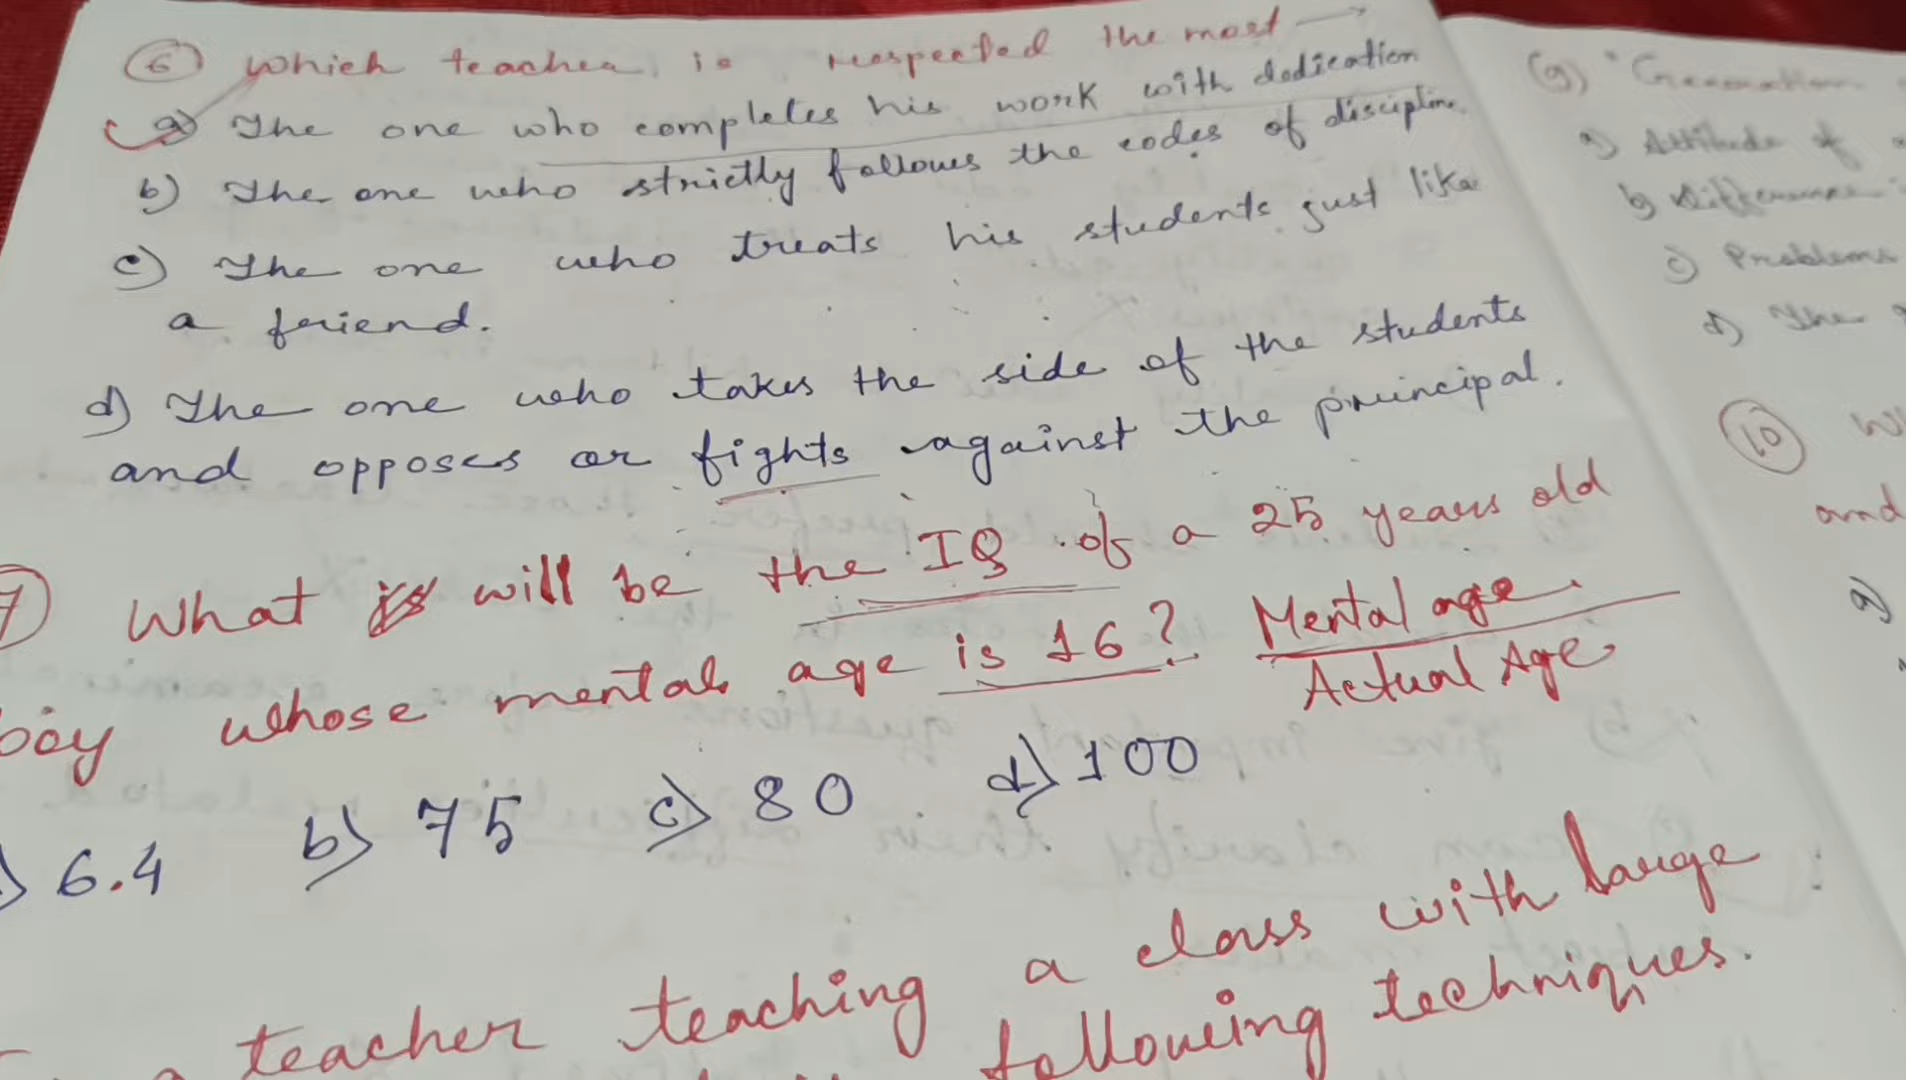 6 Which teacher is respected the most →
a) The one who completes his work with dedication
b) The one who strictly follows the codes of discipline.
c) The one who treats his students just like
a friend.
d) The one who takes the side of the students
and opposes or fights against the principal.
7 What is will be the IQ of a 25 years old
boy whose mental age is 16? Mental age
Actual Age
6.4 b) 75 c) 80 d) 100
teacher teaching a class with large
following techniques.
(9)
a) Attitude of
b)
c) Problems
d) The
10
and
a)